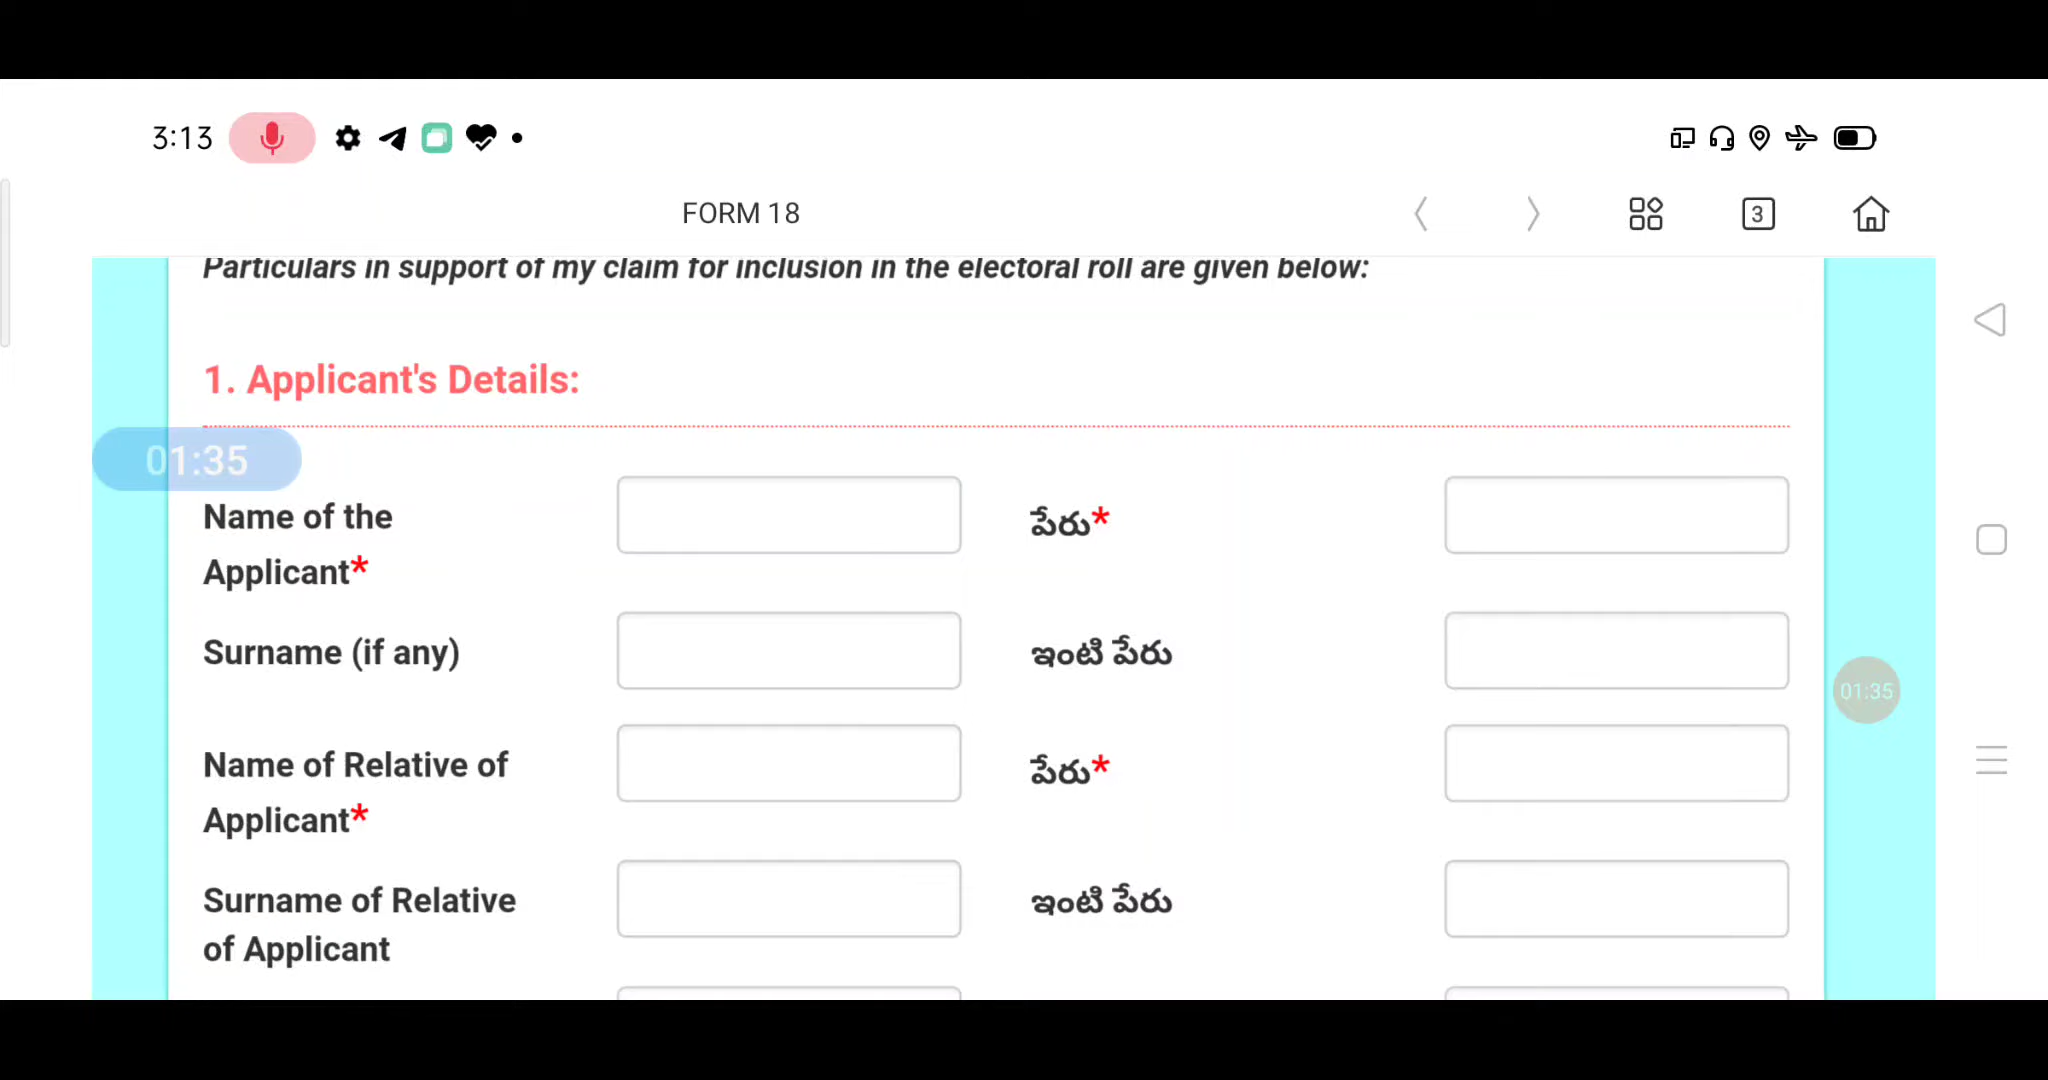 3:13
FORM 18
3
Particulars in support of my claim for inclusion in the electoral roll are given below:
1. Applicant's Details:
01:35
Name of the Applicant*
పేరు*
Surname (if any)
ఇంటి పేరు
01:35
Name of Relative of Applicant*
పేరు*
Surname of Relative of Applicant
ఇంటి పేరు